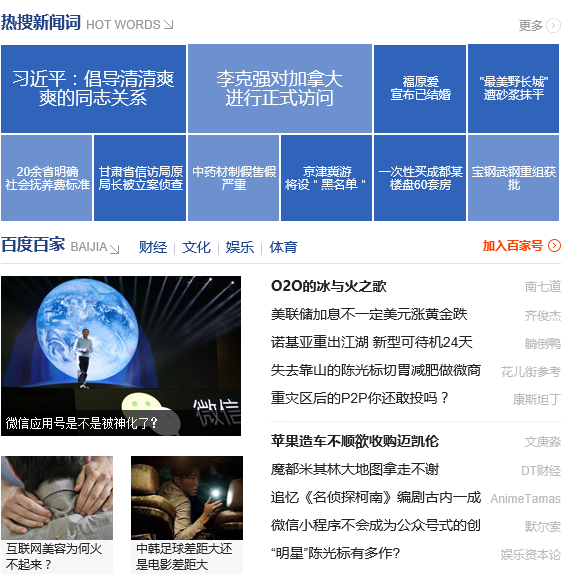 热搜新闻词 HOT WORDS
更多
习近平：倡导清清爽
爽的同志关系
李克强对加拿大
进行正式访问
福原爱
宣布已结婚
"最美野长城"
遭砂浆抹平
20余省明确
社会抚养费标准
甘肃省信访局原
局长被立案侦查
中药材制假售假
严重
京津冀游
将设＂黑名单＂
一次性买成都某
楼盘60套房
宝钢武钢重组获
批
百度百家 BAIJIA
财经 | 文化 | 娱乐 | 体育
加入百家号
微信
微信应用号是不是被神化了？
互联网美容为何火
不起来？
中韩足球差距大还
是电影差距大
O2O的冰与火之歌 南七道
美联储加息不一定美元涨黄金跌 齐俊杰
诺基亚重出江湖 新型可待机24天 躺倒鸭
失去靠山的陈光标切胃减肥做微商 花儿街参考
重灾区后的P2P你还敢投吗？ 康斯坦丁
苹果造车不顺欲收购迈凯伦 文庚淼
魔都米其林大地图拿走不谢 DT财经
追忆《名侦探柯南》编剧古内一成 AnimeTamas
微信小程序不会成为公众号式的创 默尔索
“明星”陈光标有多作? 娱乐资本论